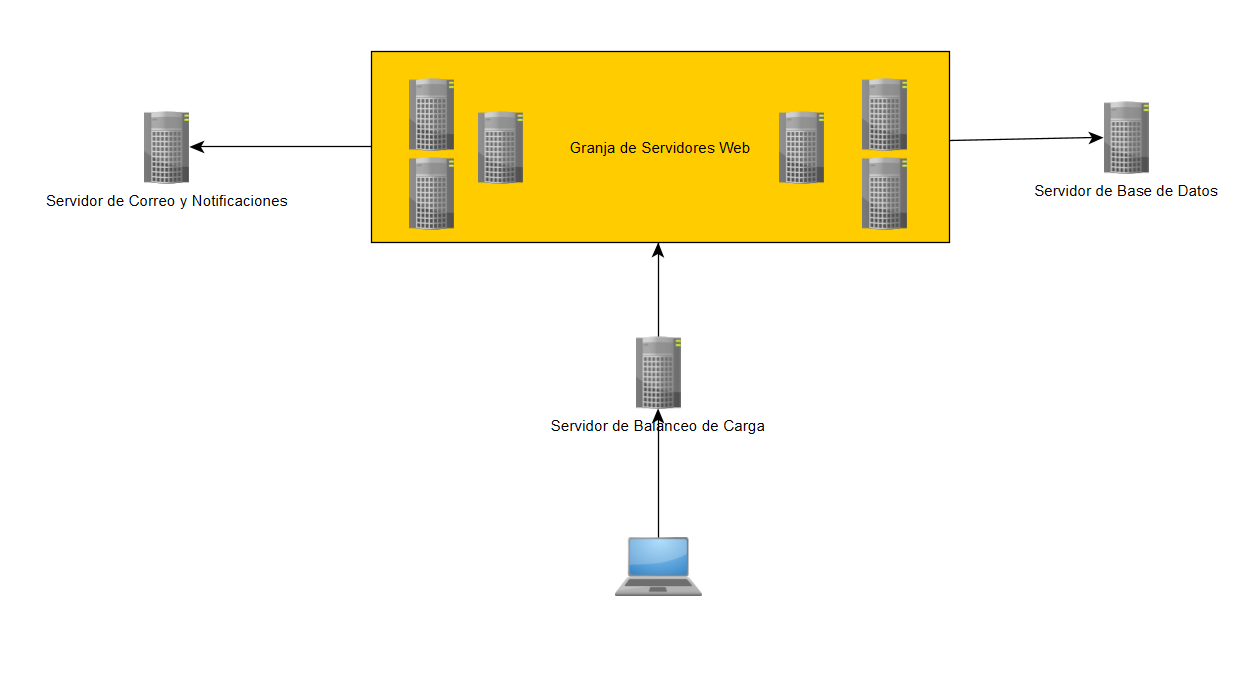 Granja de Servidores Web
Servidor de Correo y Notificaciones
Servidor de Base de Datos
Servidor de Balanceo de Carga